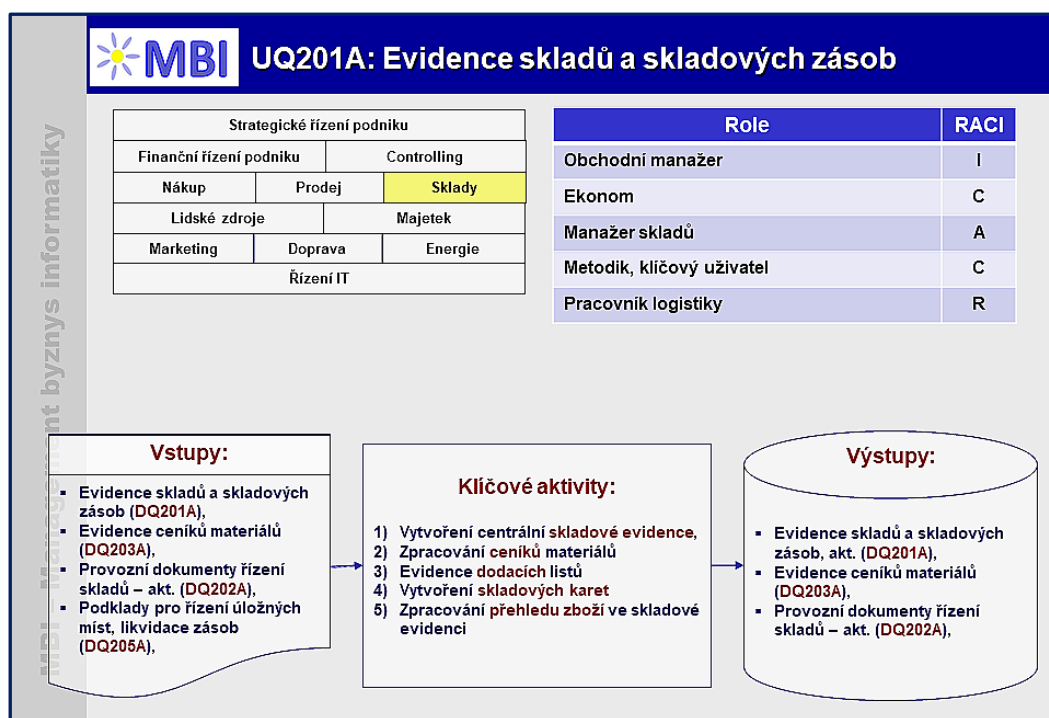 MBI
UQ201A: Evidence skladů a skladových zásob
MBI – Management byznys informatiky
Strategické řízení podniku
Finanční řízení podniku
Controlling
Nákup
Prodej
Sklady
Lidské zdroje
Majetek
Marketing
Doprava
Energie
Řízení IT
Role RACI
Obchodní manažer I
Ekonom C
Manažer skladů A
Metodik, klíčový uživatel C
Pracovník logistiky R
Vstupy:
▪ Evidence skladů a skladových
zásob (DQ201A),
▪ Evidence ceníků materiálů
(DQ203A),
▪ Provozní dokumenty řízení
skladů – akt. (DQ202A),
▪ Podklady pro řízení úložných
míst, likvidace zásob
(DQ205A),
Klíčové aktivity:
1) Vytvoření centrální skladové evidence,
2) Zpracování ceníků materiálů
3) Evidence dodacích listů
4) Vytvoření skladových karet
5) Zpracování přehledu zboží ve skladové
evidenci
Výstupy:
▪ Evidence skladů a skladových
zásob, akt. (DQ201A),
▪ Evidence ceníků materiálů
(DQ203A),
▪ Provozní dokumenty řízení
skladů – akt. (DQ202A),